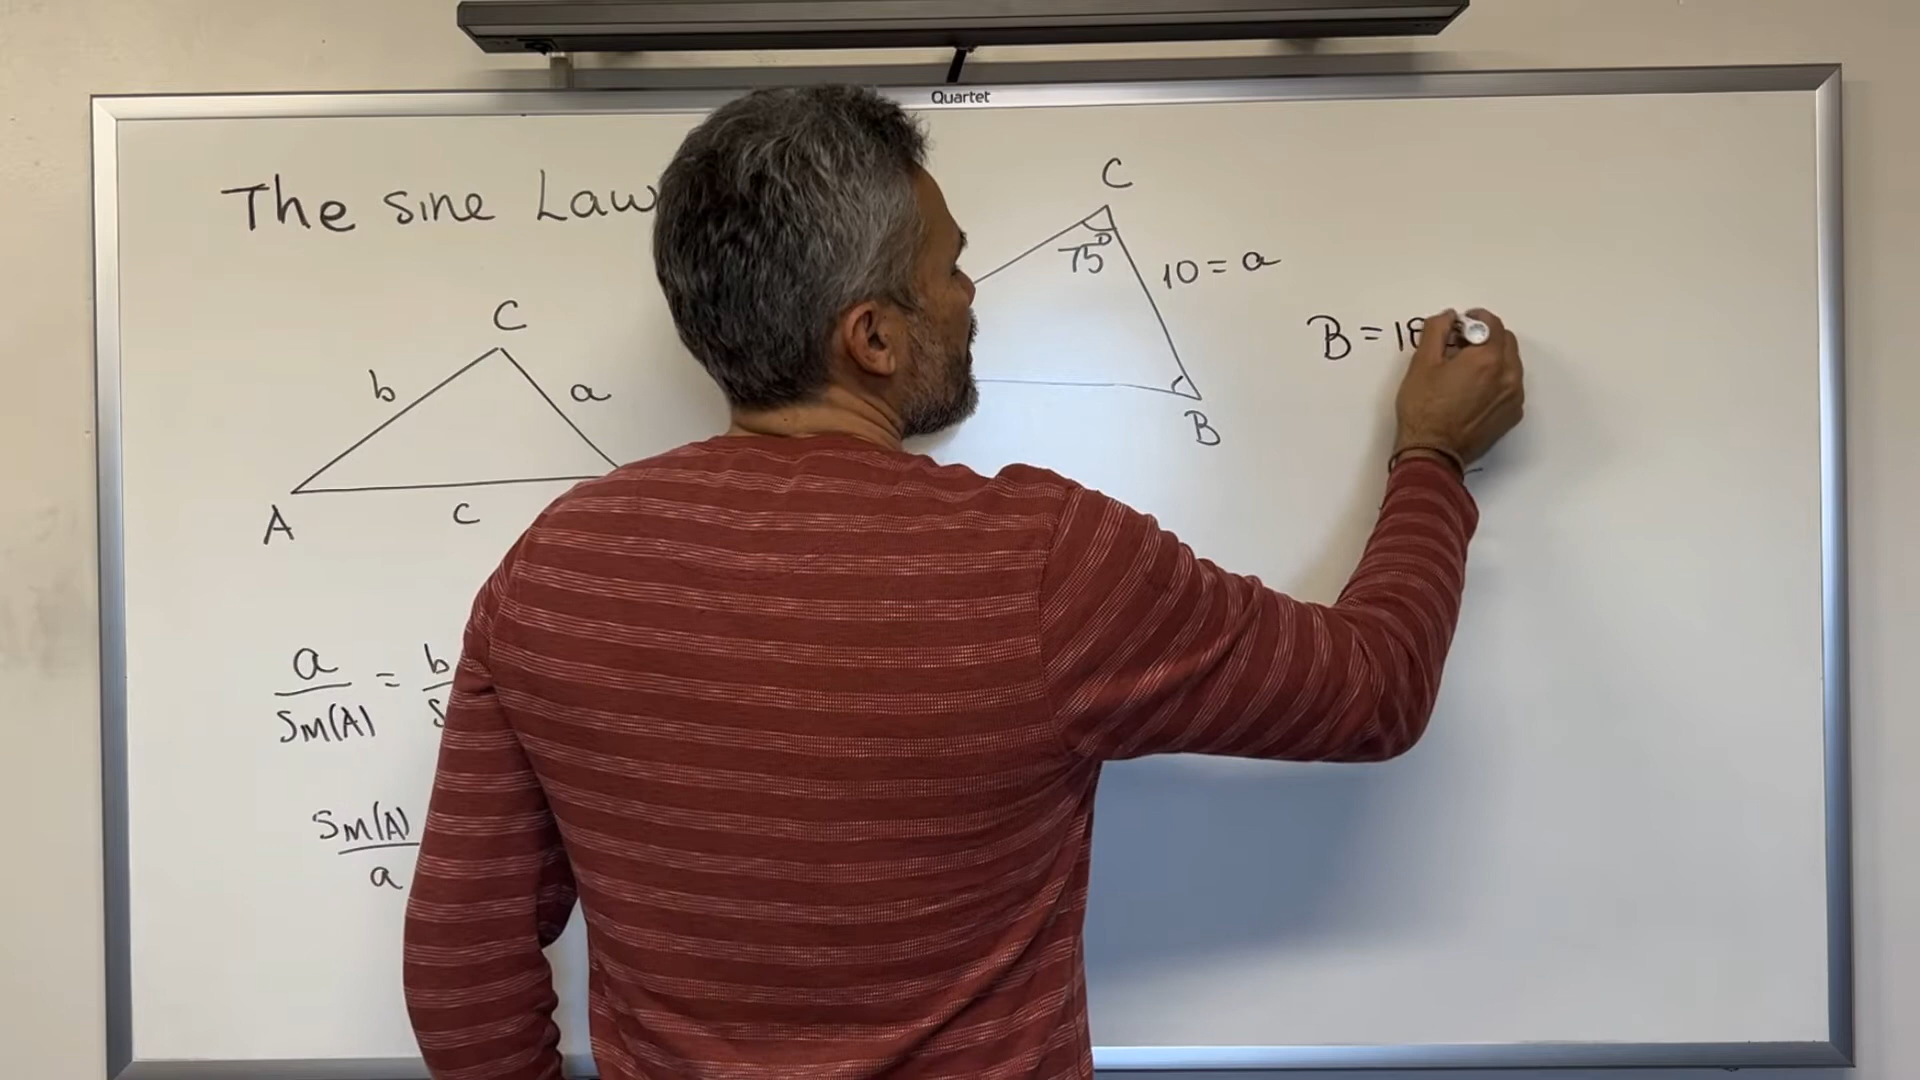 Quartet
The sine Law
C
b
a
A
c
a
sin(A)
=
b
s
sin(A)
a
C
75°
10 = a
B
B = 18